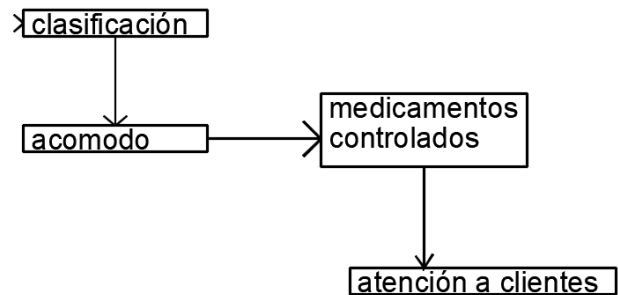 clasificación
acomodo
medicamentos
controlados
atención a clientes